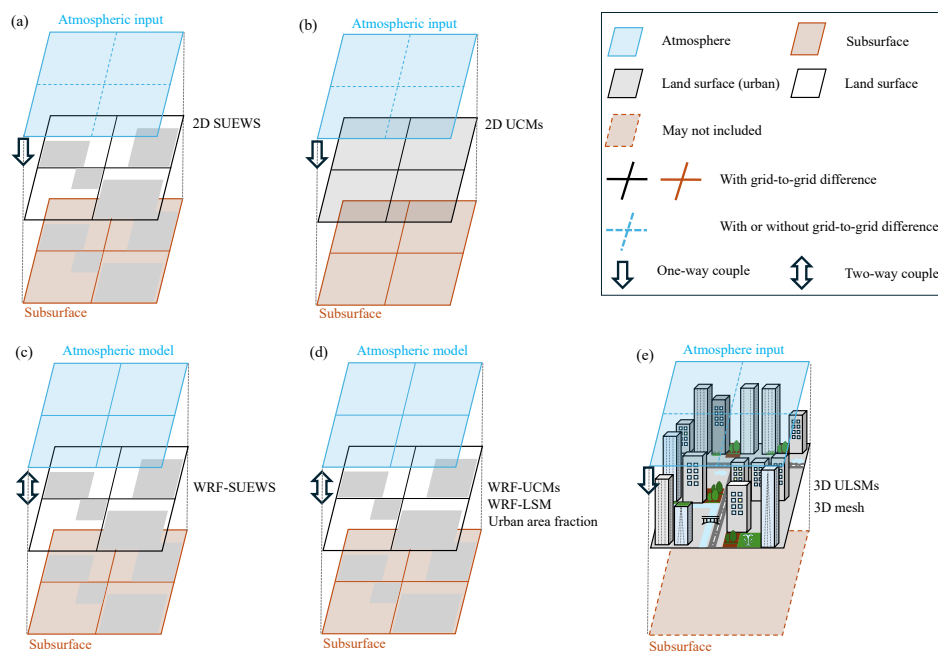 (a)
Atmospheric input
2D SUEWS
Subsurface
(b)
Atmospheric input
2D UCMs
Subsurface
Atmosphere
Subsurface
Land surface (urban)
Land surface
May not included
With grid-to-grid difference
With or without grid-to-grid difference
One-way couple
Two-way couple
(c)
Atmospheric model
WRF-SUEWS
Subsurface
(d)
Atmospheric model
WRF-UCMs
WRF-LSM
Urban area fraction
Subsurface
(e)
Atmosphere input
3D ULSMs
3D mesh
Subsurface